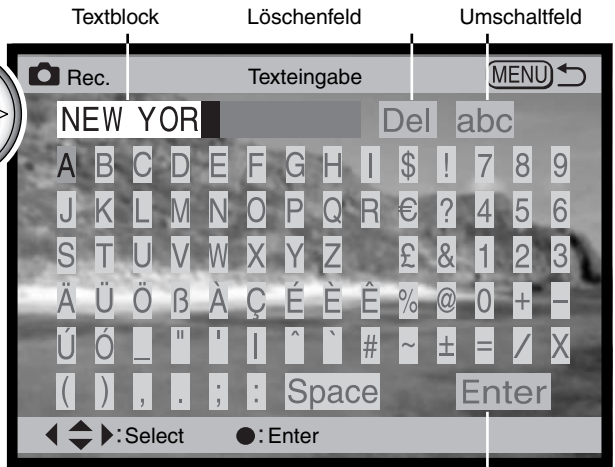 Textblock Löschenfeld Umschaltfeld
Rec. Texteingabe MENU
NEW YOR Del abc
A B C D E F G H I $ ! 7 8 9
J K L M N O P Q R € ? 4 5 6
S T U V W X Y Z £ & 1 2 3
Ä Ü Ö ß À Ç É È Ê % @ 0 + −
Ú Ó _ " ' | ^ ` # ~ ± = / X
( ) , . ; : Space Enter
:Select :Enter